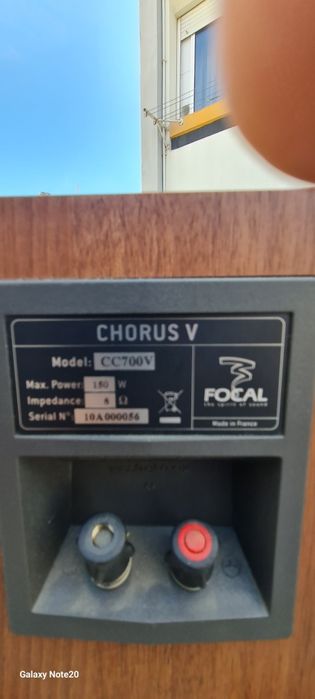 CHORUS V
Model: CC700V
Max. Power: 150 W
Impedance: 8 Ω
Serial N°: 10A000056
FOCAL
the spirit of sound
Made in France
Galaxy Note20